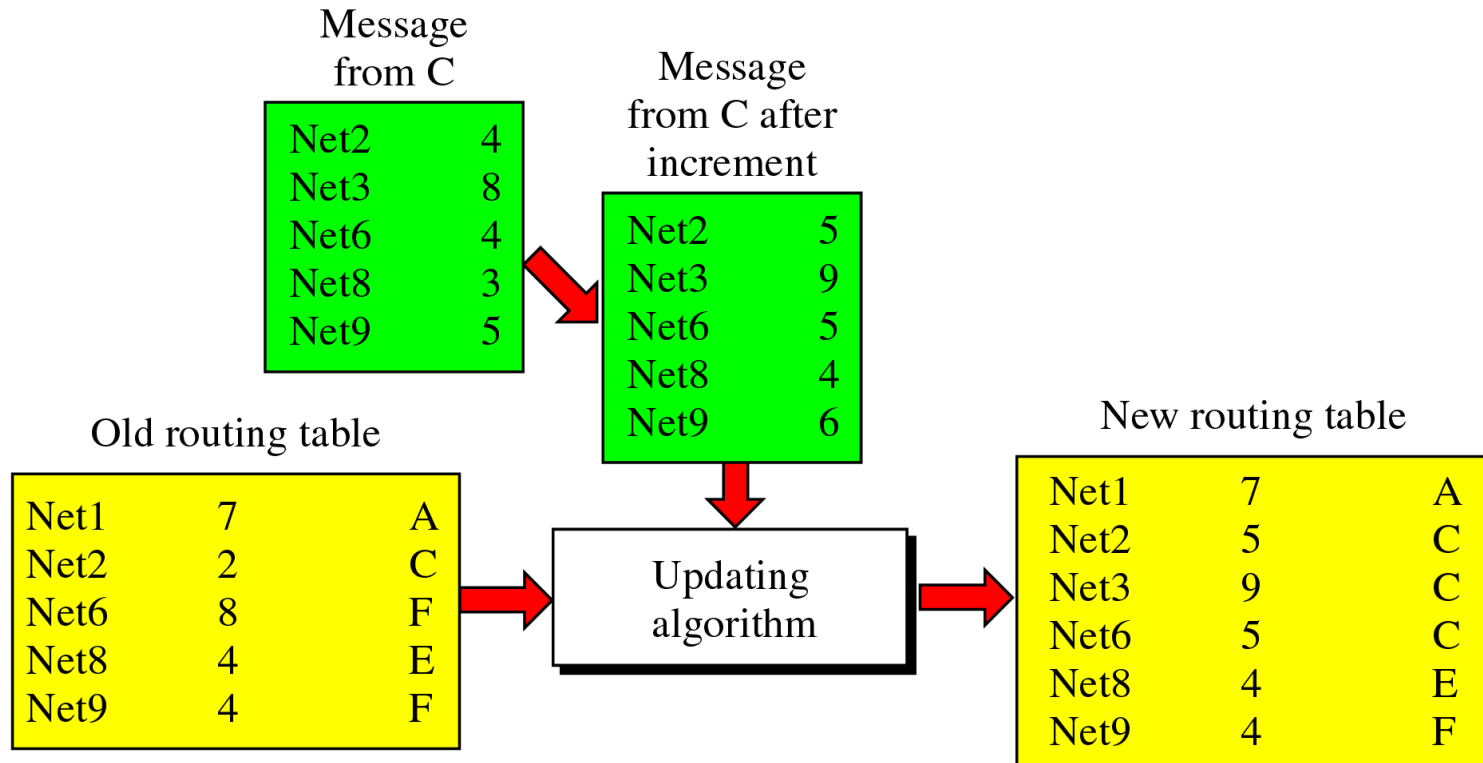 Message
from C
Net2 4
Net3 8
Net6 4
Net8 3
Net9 5
Message
from C after
increment
Net2 5
Net3 9
Net6 5
Net8 4
Net9 6
Old routing table
Net1 7 A
Net2 2 C
Net6 8 F
Net8 4 E
Net9 4 F
Updating
algorithm
New routing table
Net1 7 A
Net2 5 C
Net3 9 C
Net6 5 C
Net8 4 E
Net9 4 F